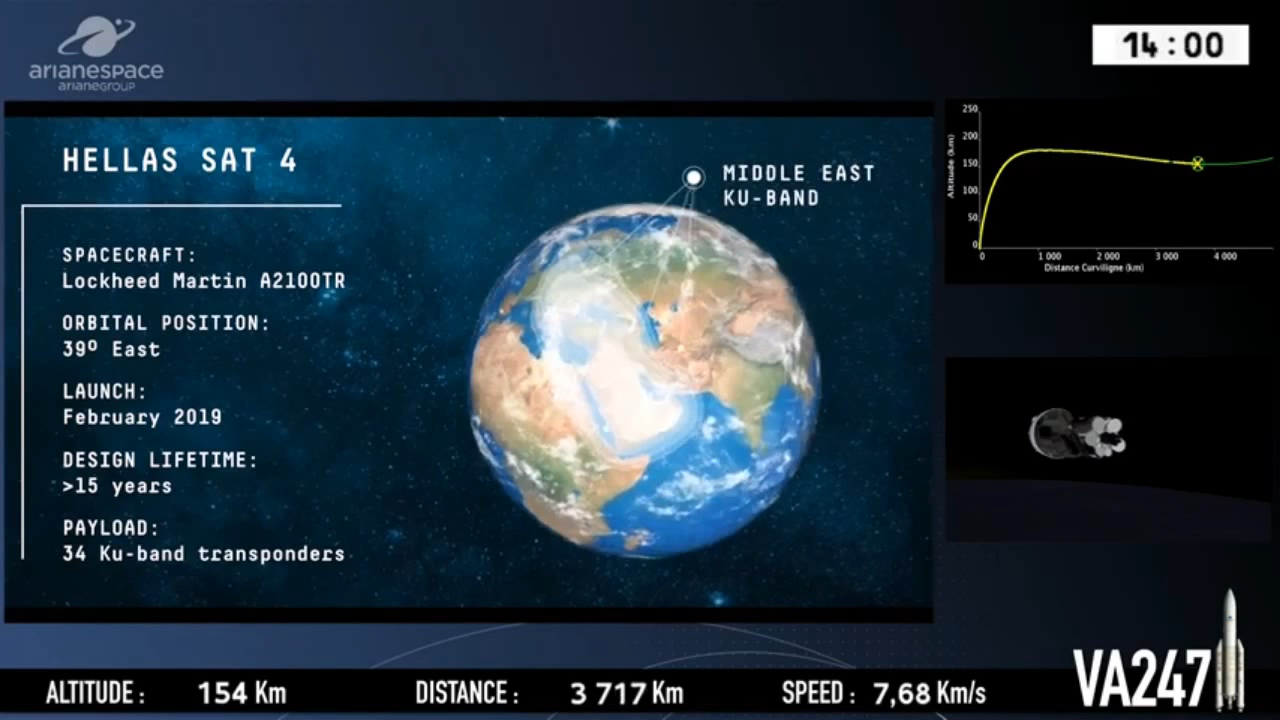 arianespace
arianeGROUP
14:00
HELLAS SAT 4
SPACECRAFT:
Lockheed Martin A2100TR
ORBITAL POSITION:
39º East
LAUNCH:
February 2019
DESIGN LIFETIME:
>15 years
PAYLOAD:
34 Ku-band transponders
MIDDLE EAST
KU-BAND
Altitude (km)
250
200
150
100
50
0
0 1 000 2 000 3 000 4 000
Distance Curviligne (km)
VA247
ALTITUDE : 154 Km DISTANCE : 3 717 Km SPEED : 7,68 Km/s